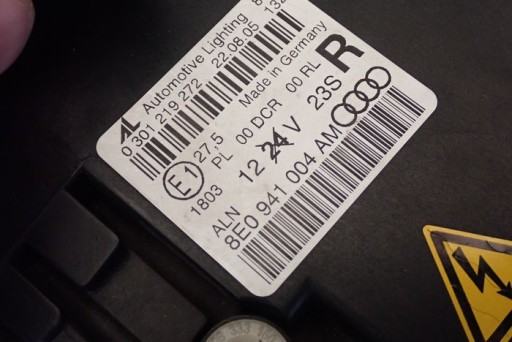 AL Automotive Lighting
0 301 219 272 22.08.05
Made in Germany
E1 27,5
PL 00 DCR 00 RL R
1803
12 24 V 23S
ALN
8E0 941 004 AM